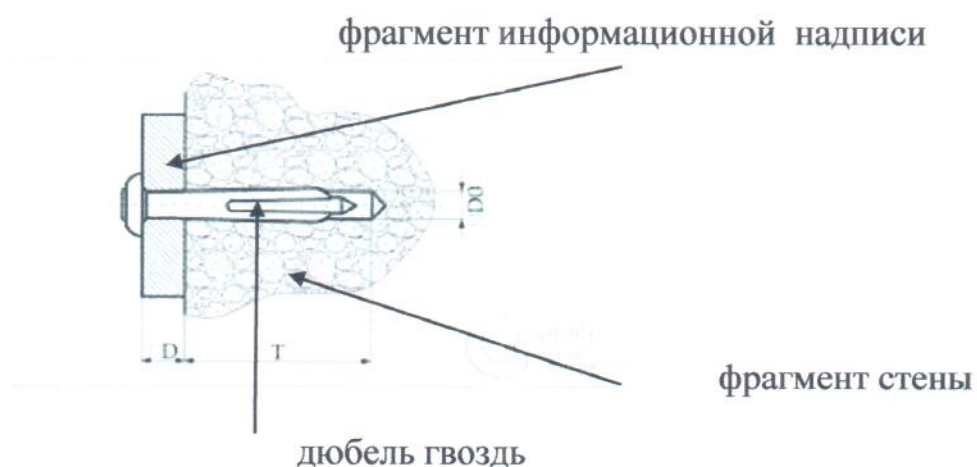 фрагмент информационной надписи
D0
D
T
фрагмент стены
дюбель гвоздь